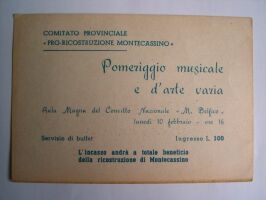 COMITATO PROVINCIALE
« PRO-RICOSTRUZIONE MONTECASSINO »
Pomeriggio musicale
e d'arte varia
Aula Magna del Convitto Nazionale «M. Delfico»
lunedì 10 febbraio - ore 16
Servizio di buffet
Ingresso L. 300
L'incasso andrà a totale beneficio
della ricostruzione di Montecassino